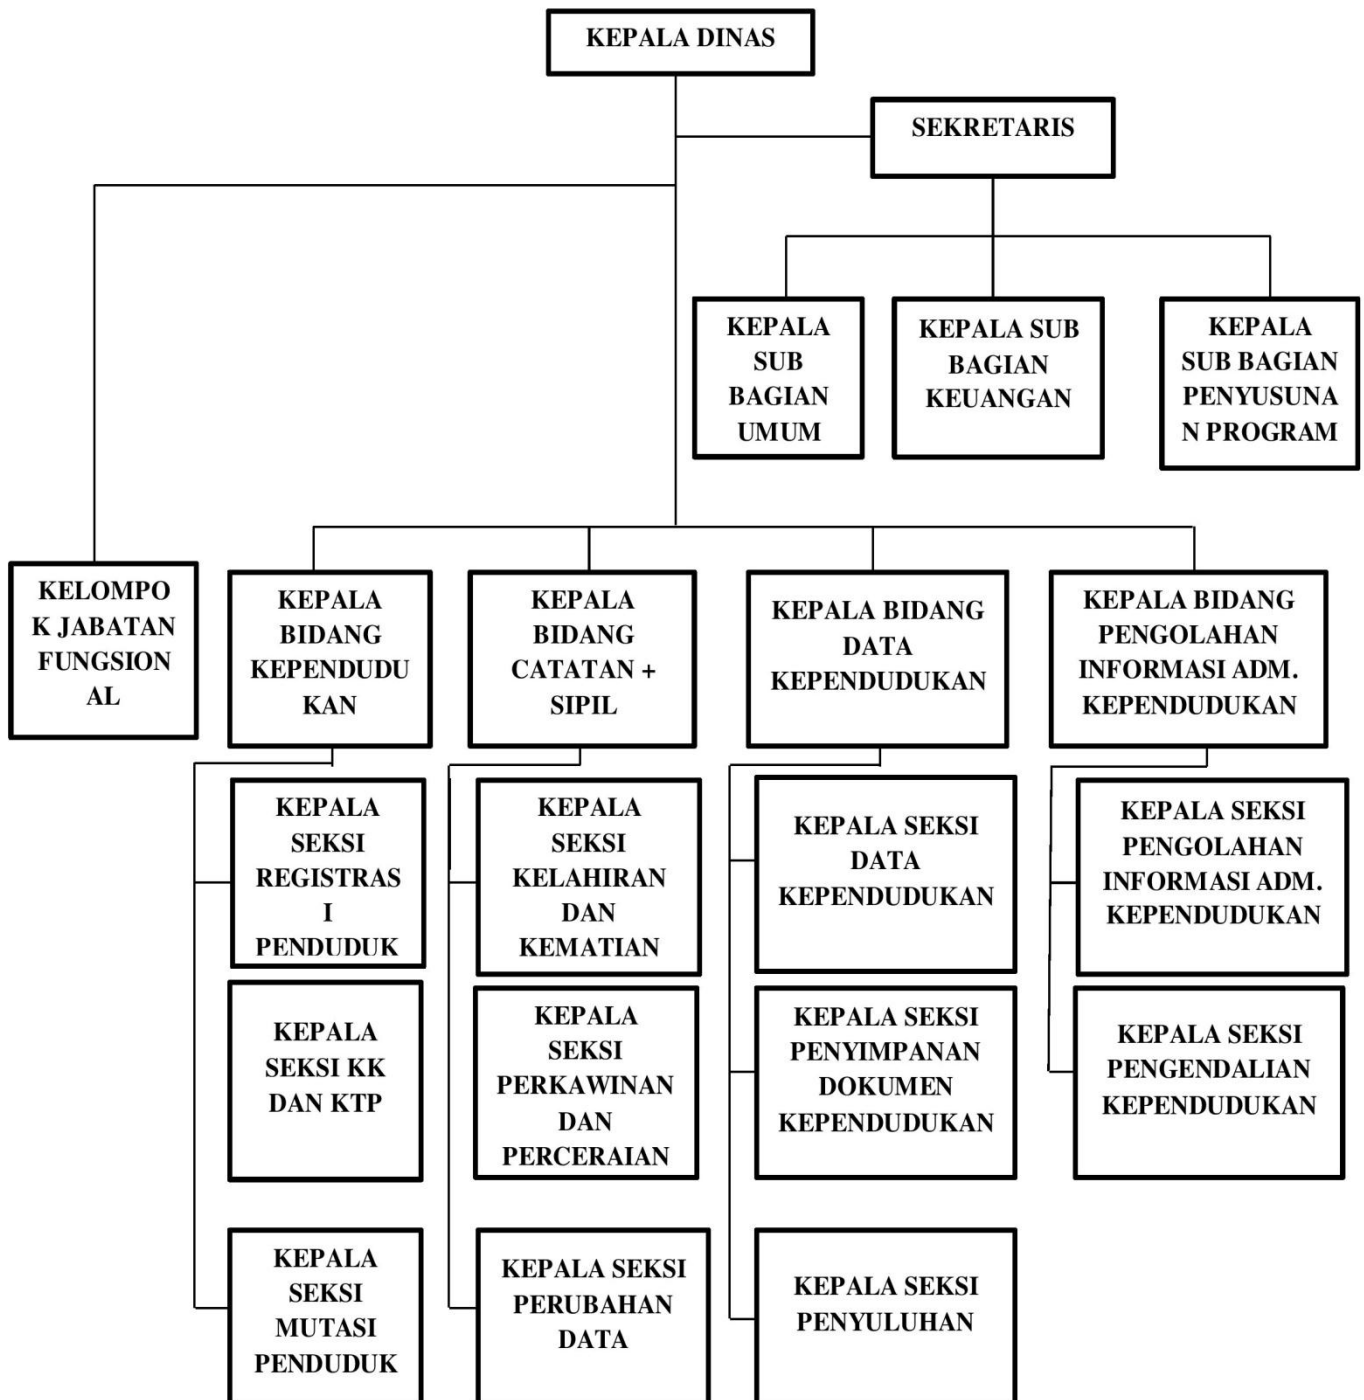 KEPALA DINAS
SEKRETARIS
KEPALA
SUB
BAGIAN
UMUM
KEPALA SUB
BAGIAN
KEUANGAN
KEPALA
SUB BAGIAN
PENYUSUNA
N PROGRAM
KELOMPO
K JABATAN
FUNGSION
AL
KEPALA
BIDANG
KEPENDUDU
KAN
KEPALA
BIDANG
CATATAN +
SIPIL
KEPALA BIDANG
DATA
KEPENDUDUKAN
KEPALA BIDANG
PENGOLAHAN
INFORMASI ADM.
KEPENDUDUKAN
KEPALA
SEKSI
REGISTRAS
I
PENDUDUK
KEPALA
SEKSI
KELAHIRAN
DAN
KEMATIAN
KEPALA SEKSI
DATA
KEPENDUDUKAN
KEPALA SEKSI
PENGOLAHAN
INFORMASI ADM.
KEPENDUDUKAN
KEPALA
SEKSI KK
DAN KTP
KEPALA
SEKSI
PERKAWINAN
DAN
PERCERAIAN
KEPALA SEKSI
PENYIMPANAN
DOKUMEN
KEPENDUDUKAN
KEPALA SEKSI
PENGENDALIAN
KEPENDUDUKAN
KEPALA
SEKSI
MUTASI
PENDUDUK
KEPALA SEKSI
PERUBAHAN
DATA
KEPALA SEKSI
PENYULUHAN